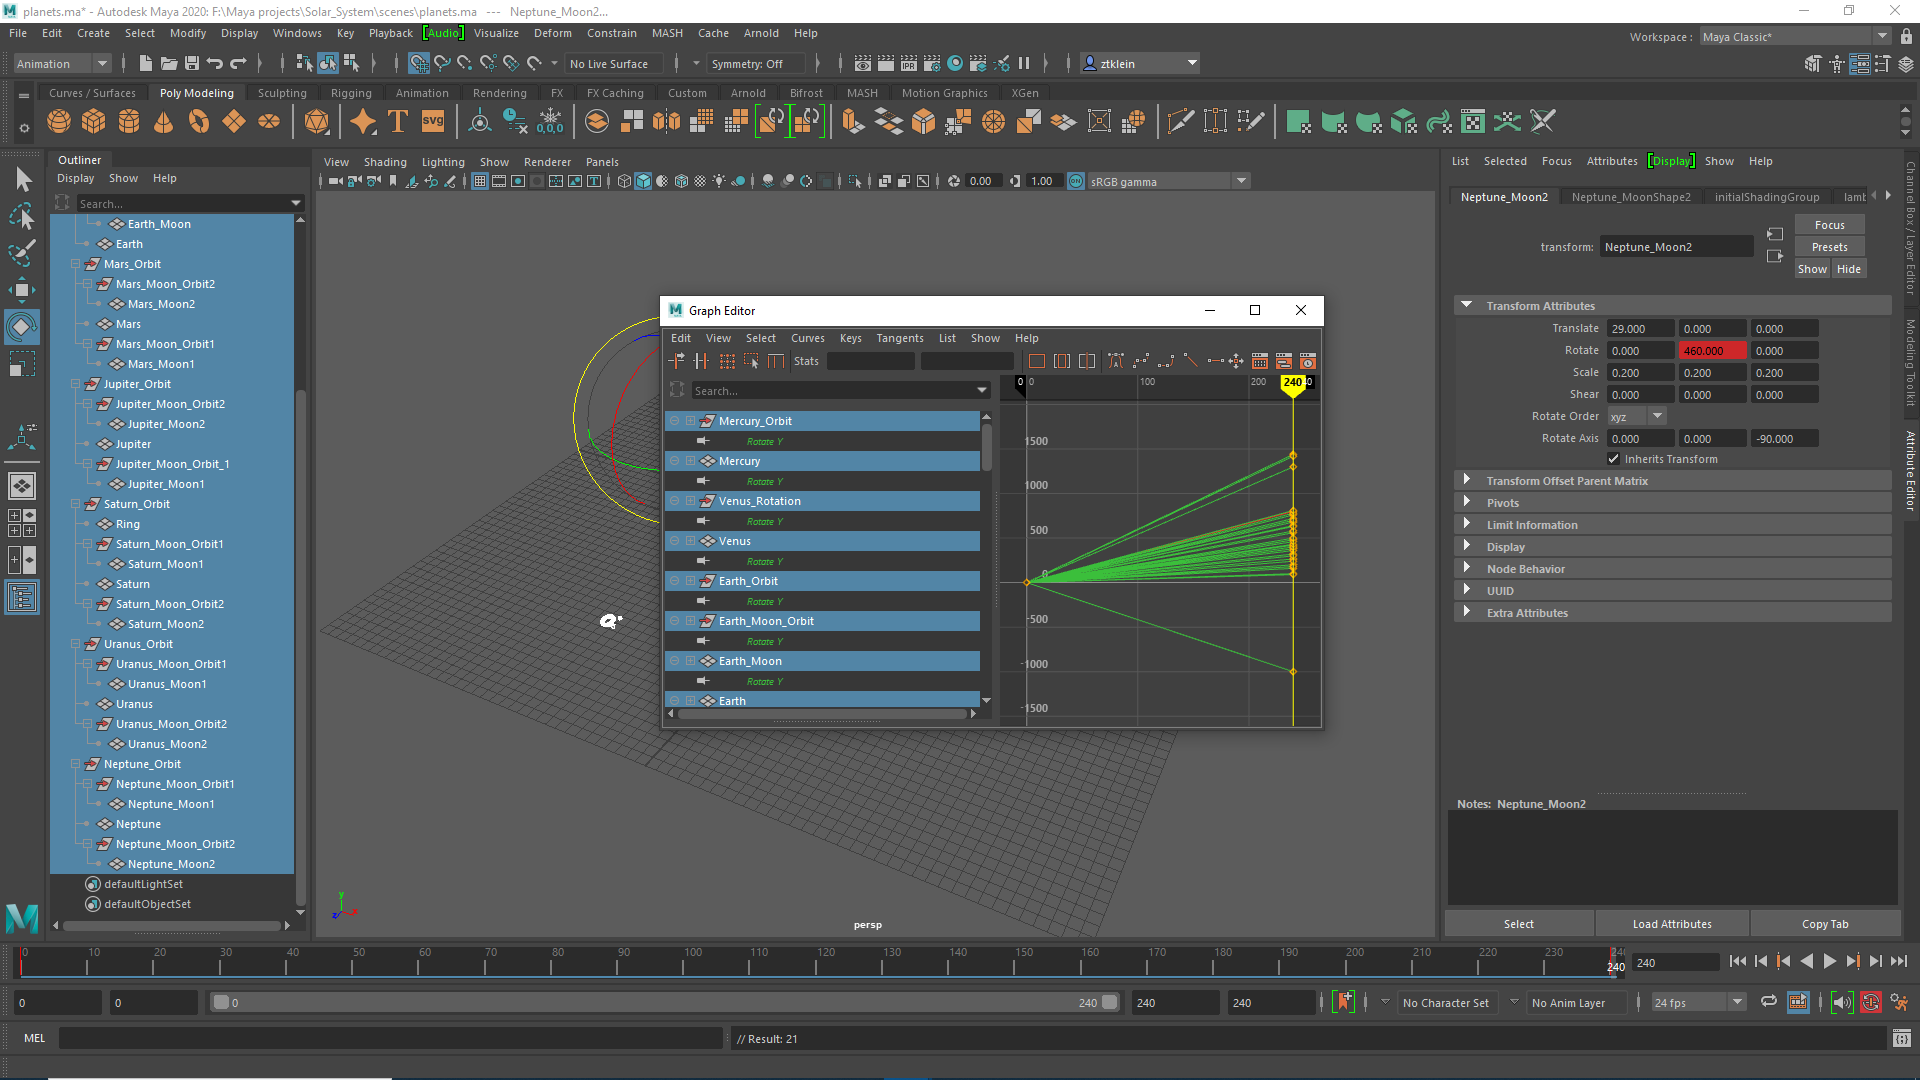 planets.ma* - Autodesk Maya 2020: F:\Maya projects\Solar_System\scenes\planets.ma --- Neptune_Moon2...
File Edit Create Select Modify Display Windows Key Playback [Audio] Visualize Deform Constrain MASH Cache Arnold Help
Workspace : Maya Classic*
Animation No Live Surface Symmetry: Off IPR ztklein
Curves / Surfaces Poly Modeling Sculpting Rigging Animation Rendering FX FX Caching Custom Arnold Bifrost MASH Motion Graphics XGen
T SVG 0,0,0
Outliner
Display Show Help
Search...
Earth_Moon
Earth
Mars_Orbit
Mars_Moon_Orbit2
Mars_Moon2
Mars
Mars_Moon_Orbit1
Mars_Moon1
Jupiter_Orbit
Jupiter_Moon_Orbit2
Jupiter_Moon2
Jupiter
Jupiter_Moon_Orbit_1
Jupiter_Moon1
Saturn_Orbit
Ring
Saturn_Moon_Orbit1
Saturn_Moon1
Saturn
Saturn_Moon_Orbit2
Saturn_Moon2
Uranus_Orbit
Uranus_Moon_Orbit1
Uranus_Moon1
Uranus
Uranus_Moon_Orbit2
Uranus_Moon2
Neptune_Orbit
Neptune_Moon_Orbit1
Neptune_Moon1
Neptune
Neptune_Moon_Orbit2
Neptune_Moon2
defaultLightSet
defaultObjectSet
View Shading Lighting Show Renderer Panels
0.00 1.00 sRGB gamma
Graph Editor
Edit View Select Curves Keys Tangents List Show Help
Stats
Search...
Mercury_Orbit
Rotate Y
Mercury
Rotate Y
Venus_Rotation
Rotate Y
Venus
Rotate Y
Earth_Orbit
Rotate Y
Earth_Moon_Orbit
Rotate Y
Earth_Moon
Rotate Y
Earth
0 0 100 200 240
1500
1000
500
0
-500
-1000
-1500
y
z x
persp
List Selected Focus Attributes [Display] Show Help
Neptune_Moon2 Neptune_MoonShape2 initialShadingGroup lamb
Focus
transform: Neptune_Moon2 Presets
Show Hide
Transform Attributes
Translate 29.000 0.000 0.000
Rotate 0.000 460.000 0.000
Scale 0.200 0.200 0.200
Shear 0.000 0.000 0.000
Rotate Order xyz
Rotate Axis 0.000 0.000 -90.000
Inherits Transform
Transform Offset Parent Matrix
Pivots
Limit Information
Display
Node Behavior
UUID
Extra Attributes
Notes: Neptune_Moon2
Select Load Attributes Copy Tab
Channel Box / Layer Editor
Modeling Toolkit
Attribute Editor
0 10 20 30 40 50 60 70 80 90 100 110 120 130 140 150 160 170 180 190 200 210 220 230 24
240 240
0 0 0 240 240 240 No Character Set No Anim Layer 24 fps
MEL // Result: 21